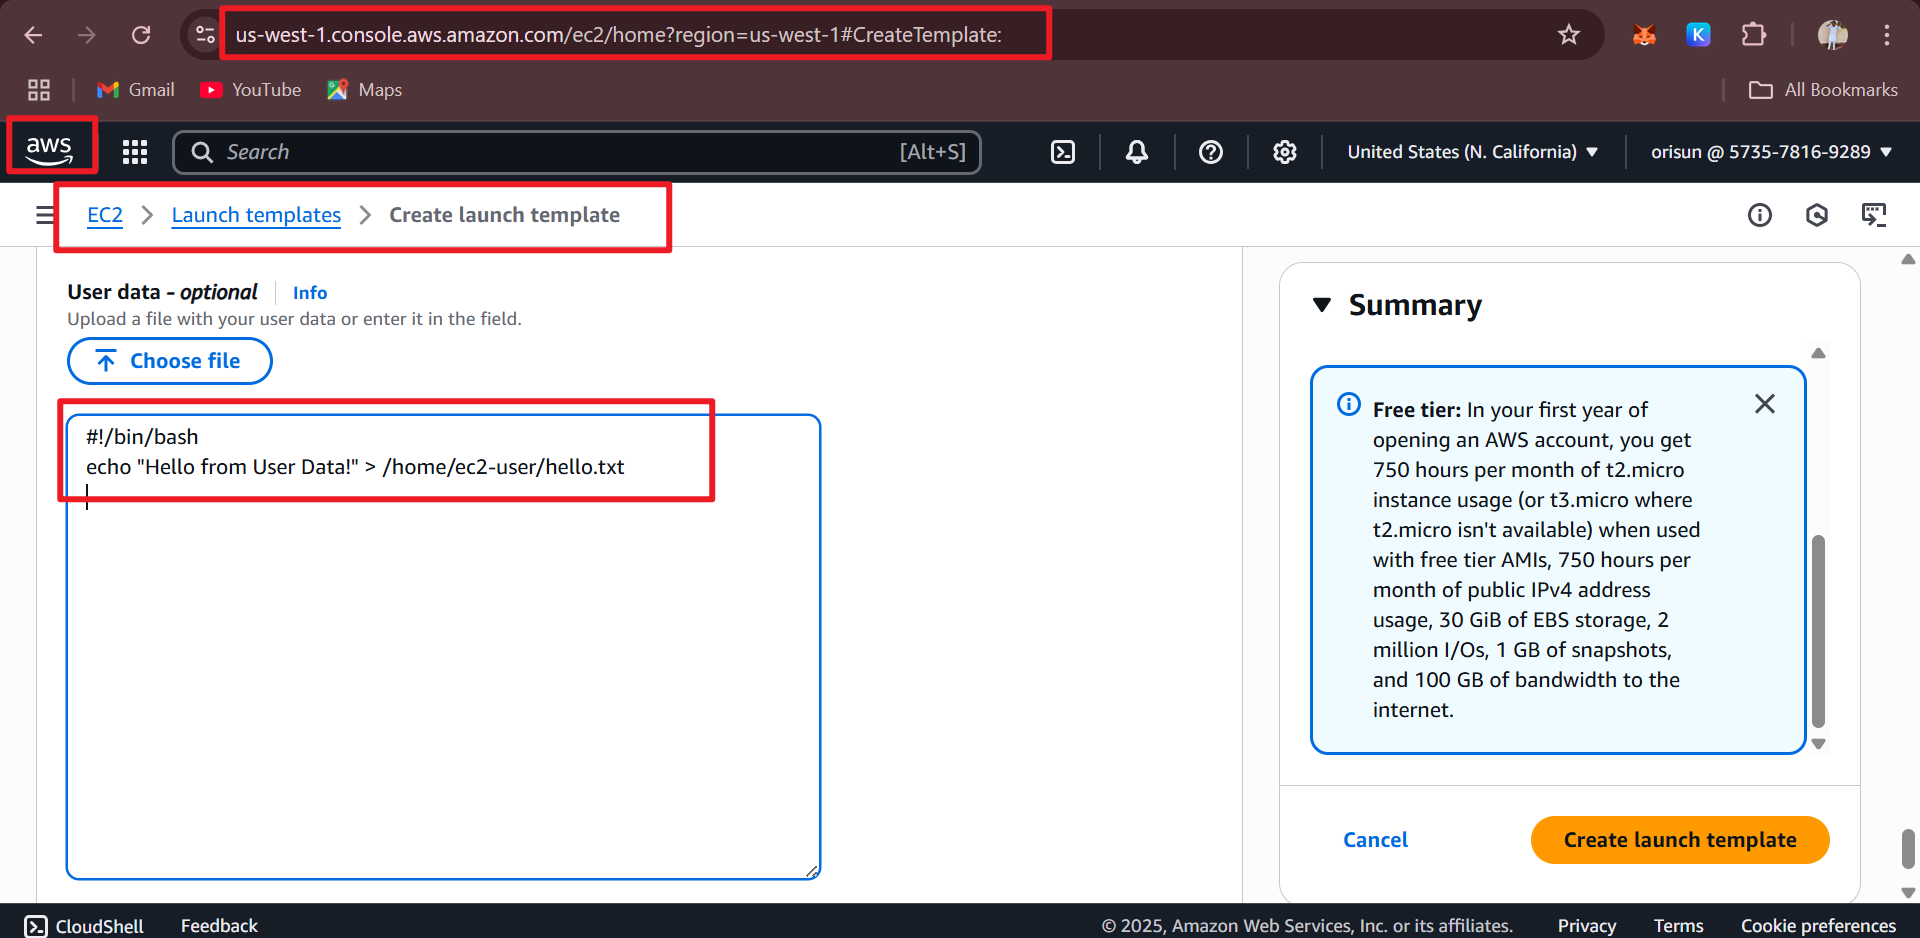 us-west-1.console.aws.amazon.com/ec2/home?region=us-west-1#CreateTemplate:
K
Gmail
YouTube
Maps
All Bookmarks
aws
Search
[Alt+S]
United States (N. California)
orisun @ 5735-7816-9289
EC2
Launch templates
Create launch template
User data - optional
Info
Upload a file with your user data or enter it in the field.
Choose file
#!/bin/bash
echo "Hello from User Data!" > /home/ec2-user/hello.txt
Summary
Free tier: In your first year of
opening an AWS account, you get
750 hours per month of t2.micro
instance usage (or t3.micro where
t2.micro isn't available) when used
with free tier AMIs, 750 hours per
month of public IPv4 address
usage, 30 GiB of EBS storage, 2
million I/Os, 1 GB of snapshots,
and 100 GB of bandwidth to the
internet.
Cancel
Create launch template
CloudShell
Feedback
© 2025, Amazon Web Services, Inc. or its affiliates.
Privacy
Terms
Cookie preferences